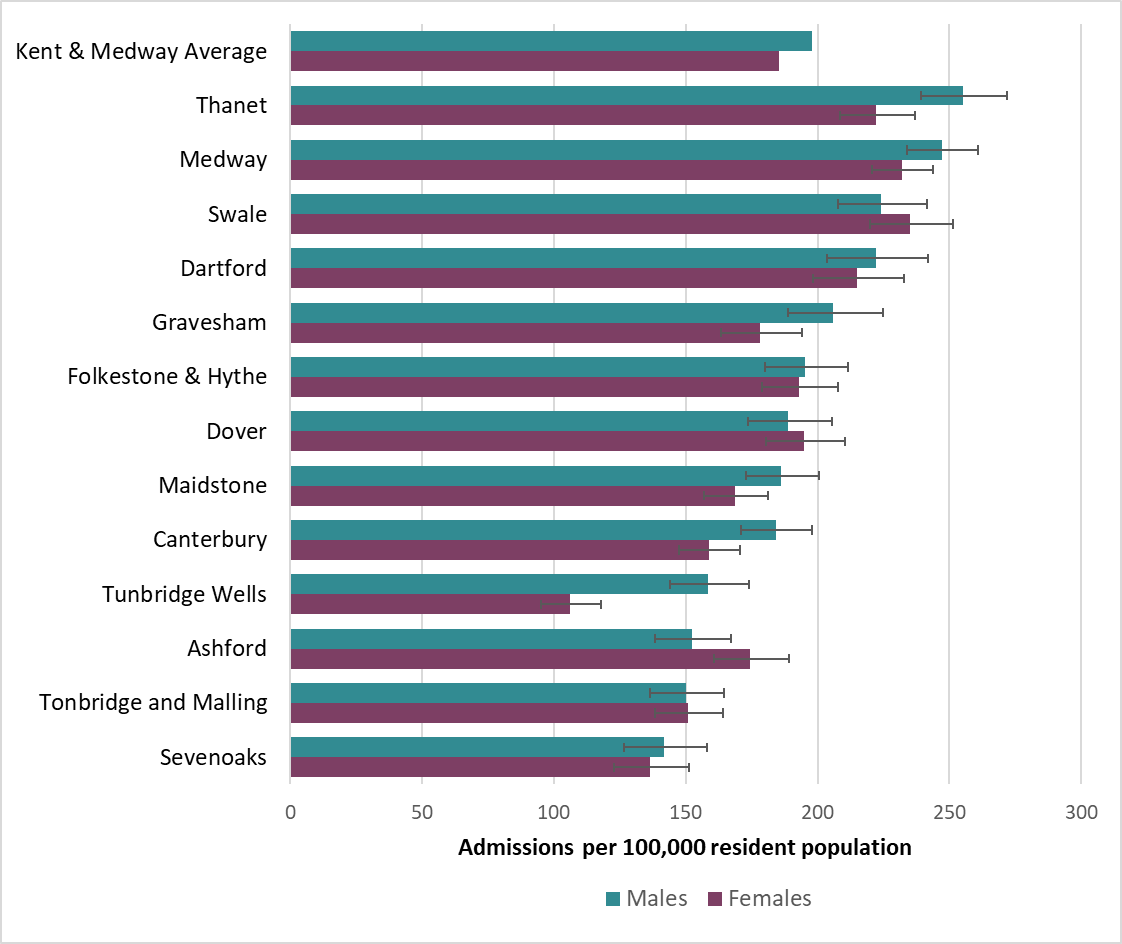 Kent & Medway Average
Thanet
Medway
Swale
Dartford
Gravesham
Folkestone & Hythe
Dover
Maidstone
Canterbury
Tunbridge Wells
Ashford
Tonbridge and Malling
Sevenoaks
0 50 100 150 200 250 300
Admissions per 100,000 resident population
Males Females